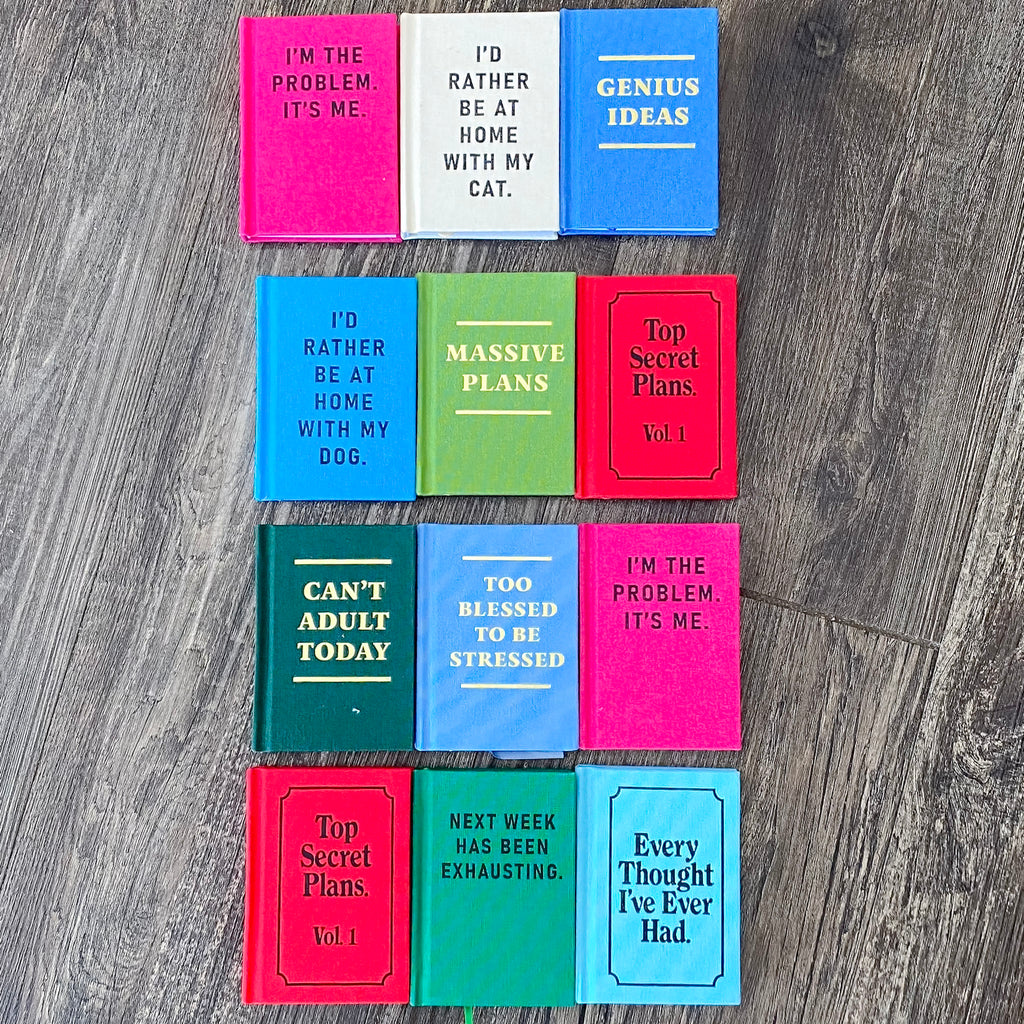 I'M THE
PROBLEM.
IT'S ME.
I'D
RATHER
BE AT
HOME
WITH MY
CAT.
GENIUS
IDEAS
I'D
RATHER
BE AT
HOME
WITH MY
DOG.
MASSIVE
PLANS
Top
Secret
Plans.
Vol. 1
CAN'T
ADULT
TODAY
TOO
BLESSED
TO BE
STRESSED
I'M THE
PROBLEM.
IT'S ME.
Top
Secret
Plans.
Vol. 1
NEXT WEEK
HAS BEEN
EXHAUSTING.
Every
Thought
I've Ever
Had.